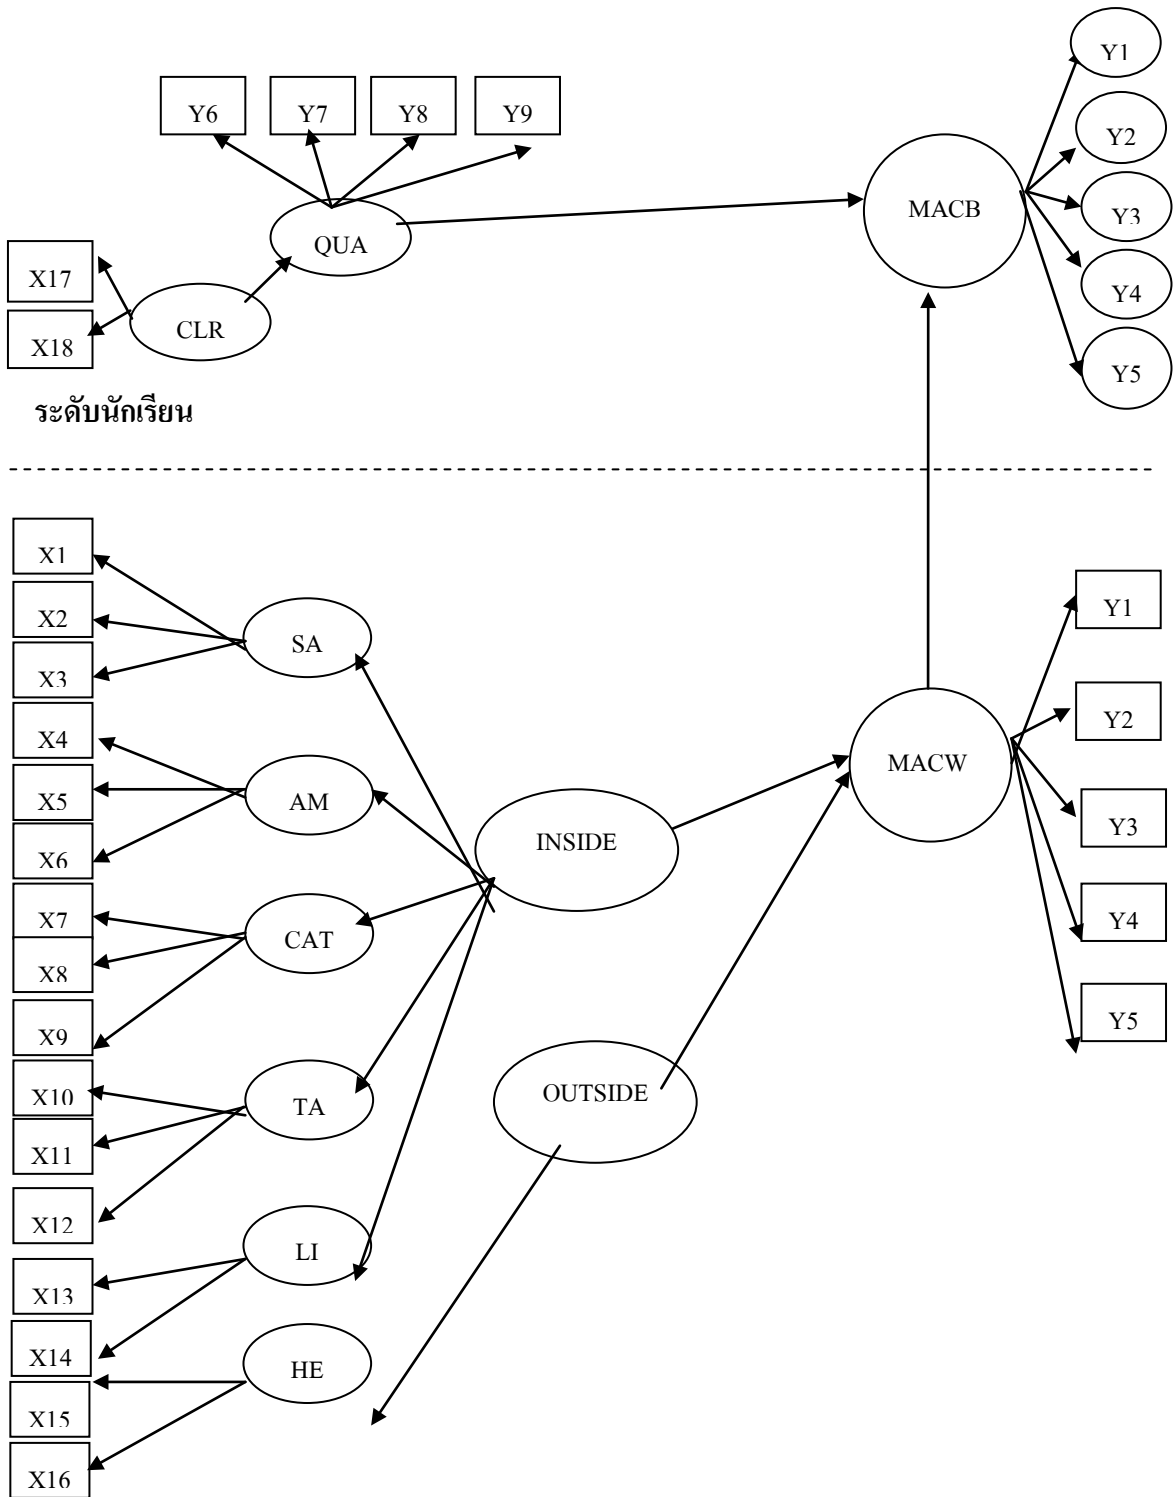 Y1
Y6
Y7
Y8
Y9
Y2
MACB
Y3
QUA
X17
Y4
CLR
X18
Y5
ระดับนักเรียน
X1
X2
SA
Y1
X3
X4
Y2
X5
AM
MACW
X6
INSIDE
Y3
X7
CAT
Y4
X8
X9
Y5
X10
TA
OUTSIDE
X11
X12
LI
X13
X14
HE
X15
X16